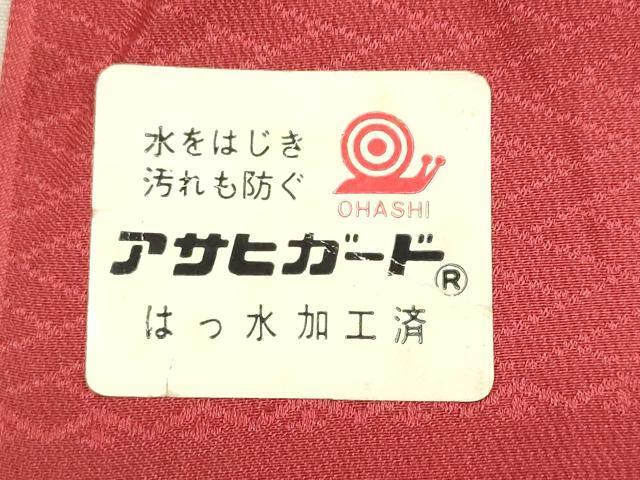 水をはじき
汚れも防ぐ
OHASHI
アサヒガード®
はっ水加工済